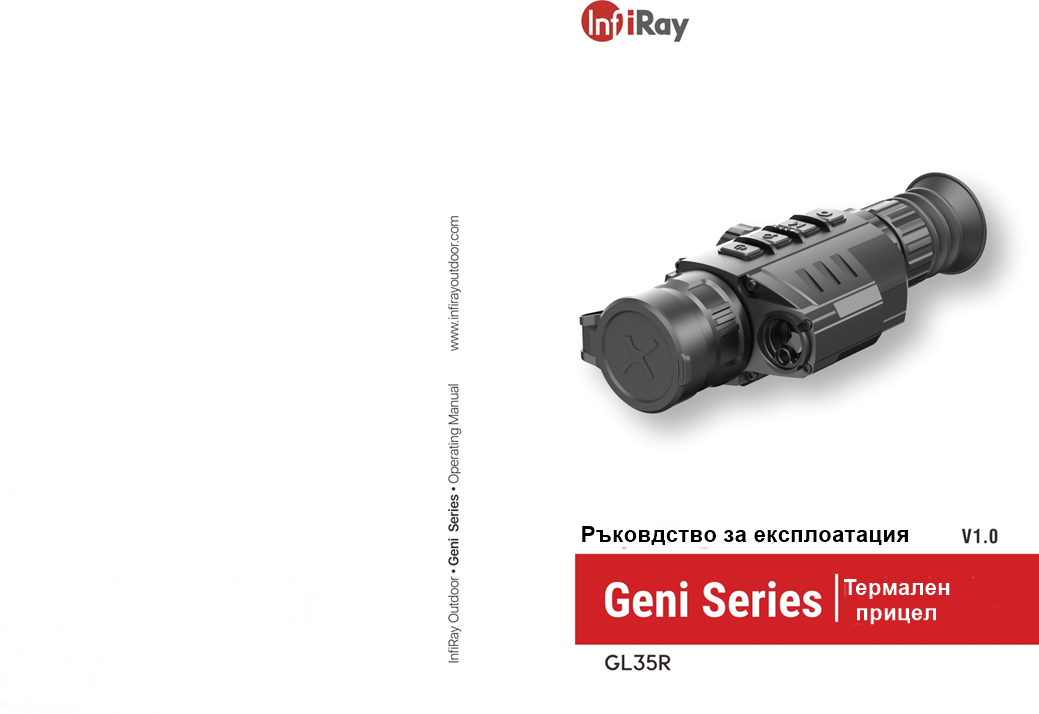 InfiRay
www.infirayoutdoor.com
InfiRay Outdoor • Geni Series • Operating Manual
Ръковдство за експлоатация
V1.0
Geni Series
Термален
прицел
GL35R